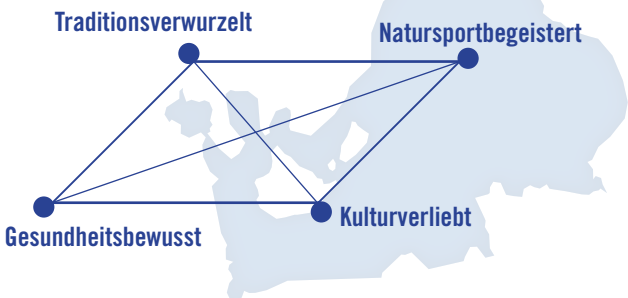 Traditionsverwurzelt
Natursportbegeistert
Kulturverliebt
Gesundheitsbewusst